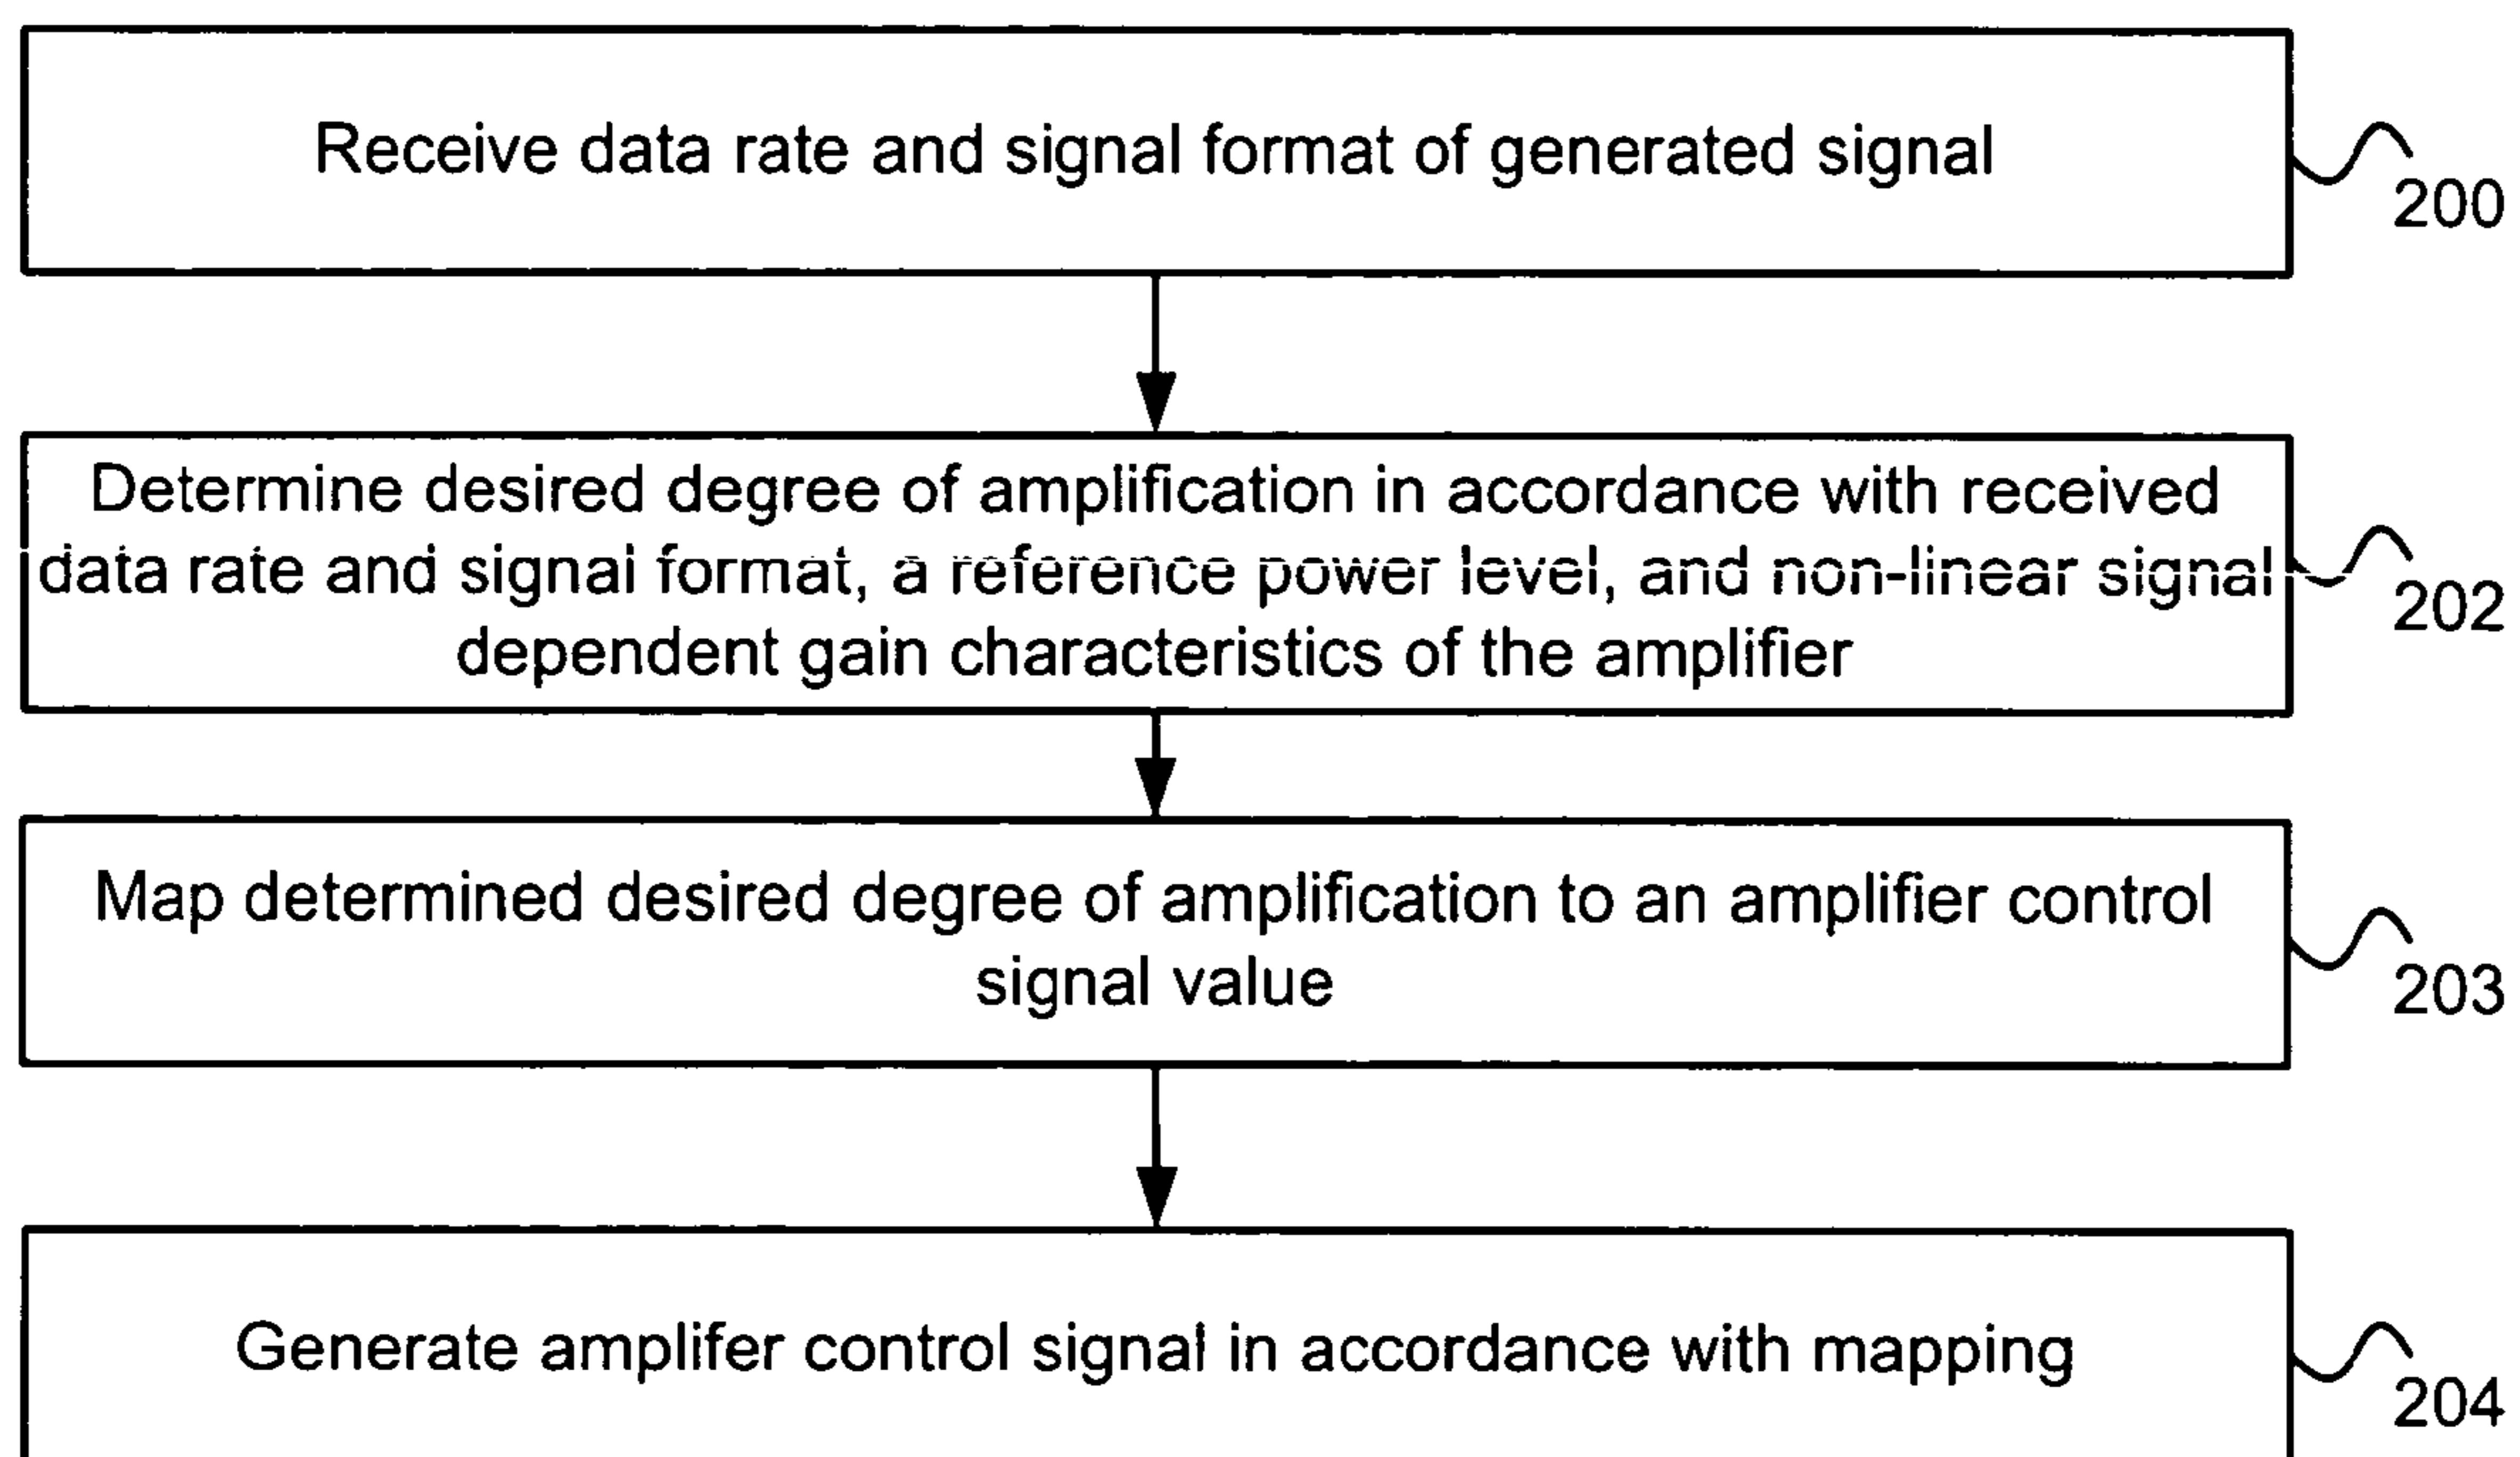 Receive data rate and signal format of generated signal
200
Determine desired degree of amplification in accordance with received
data rate and signal format, a reference power level, and non-linear signal
dependent gain characteristics of the amplifier
202
Map determined desired degree of amplification to an amplifier control
signal value
203
Generate amplifer control signal in accordance with mapping
204